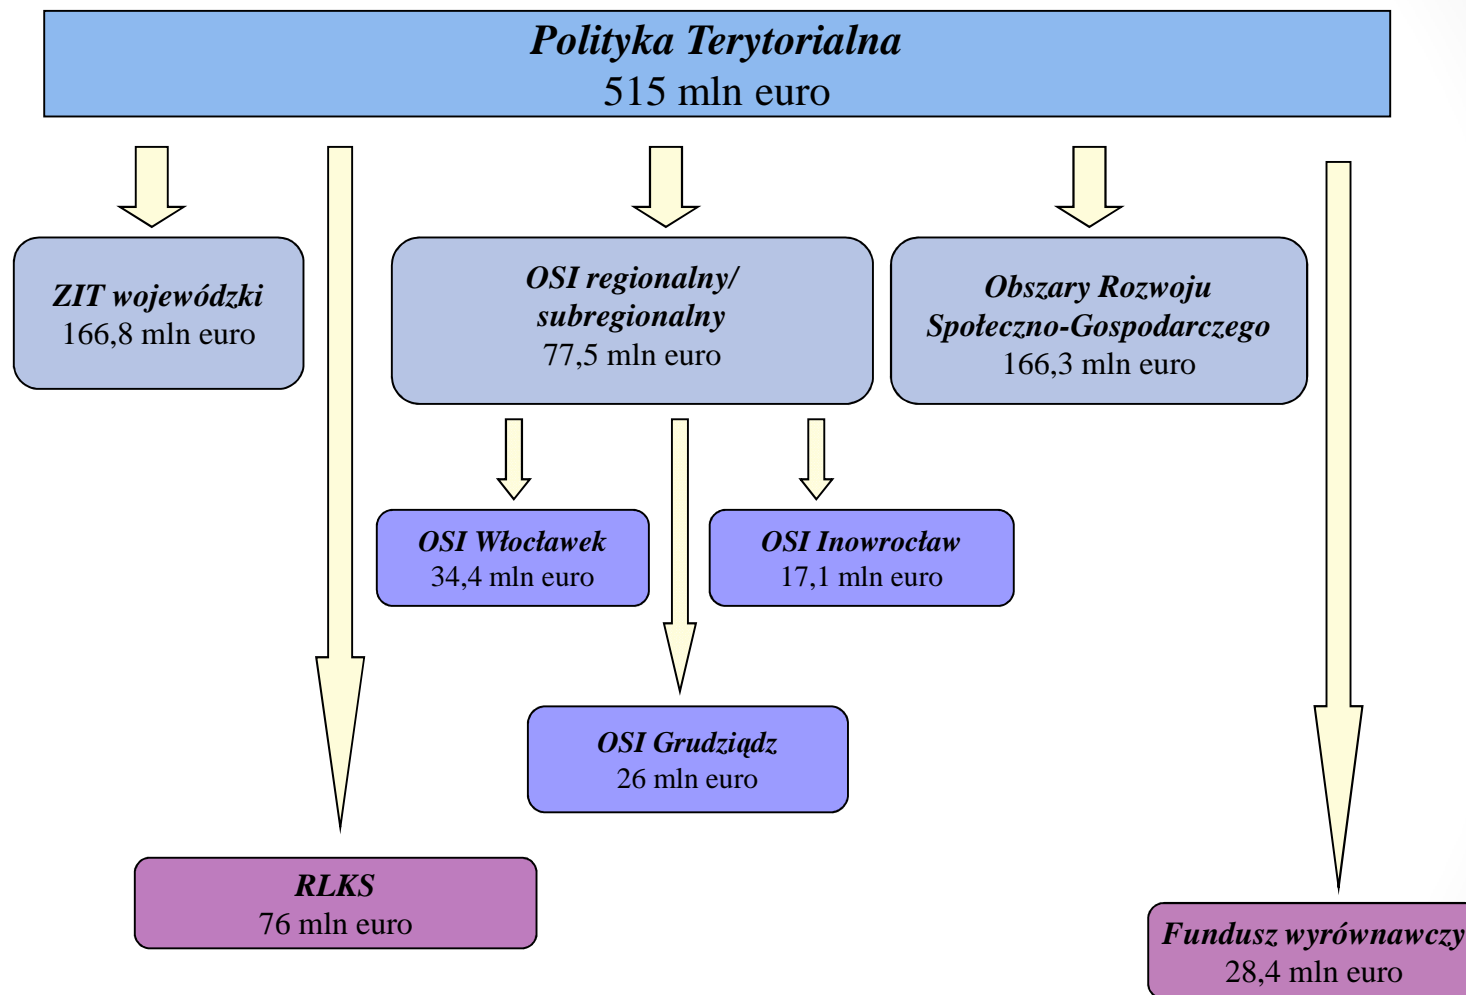 Polityka Terytorialna
515 mln euro
ZIT wojewódzki
166,8 mln euro
OSI regionalny/
subregionalny
77,5 mln euro
Obszary Rozwoju
Społeczno-Gospodarczego
166,3 mln euro
OSI Włocławek
34,4 mln euro
OSI Inowrocław
17,1 mln euro
OSI Grudziądz
26 mln euro
RLKS
76 mln euro
Fundusz wyrównawczy
28,4 mln euro